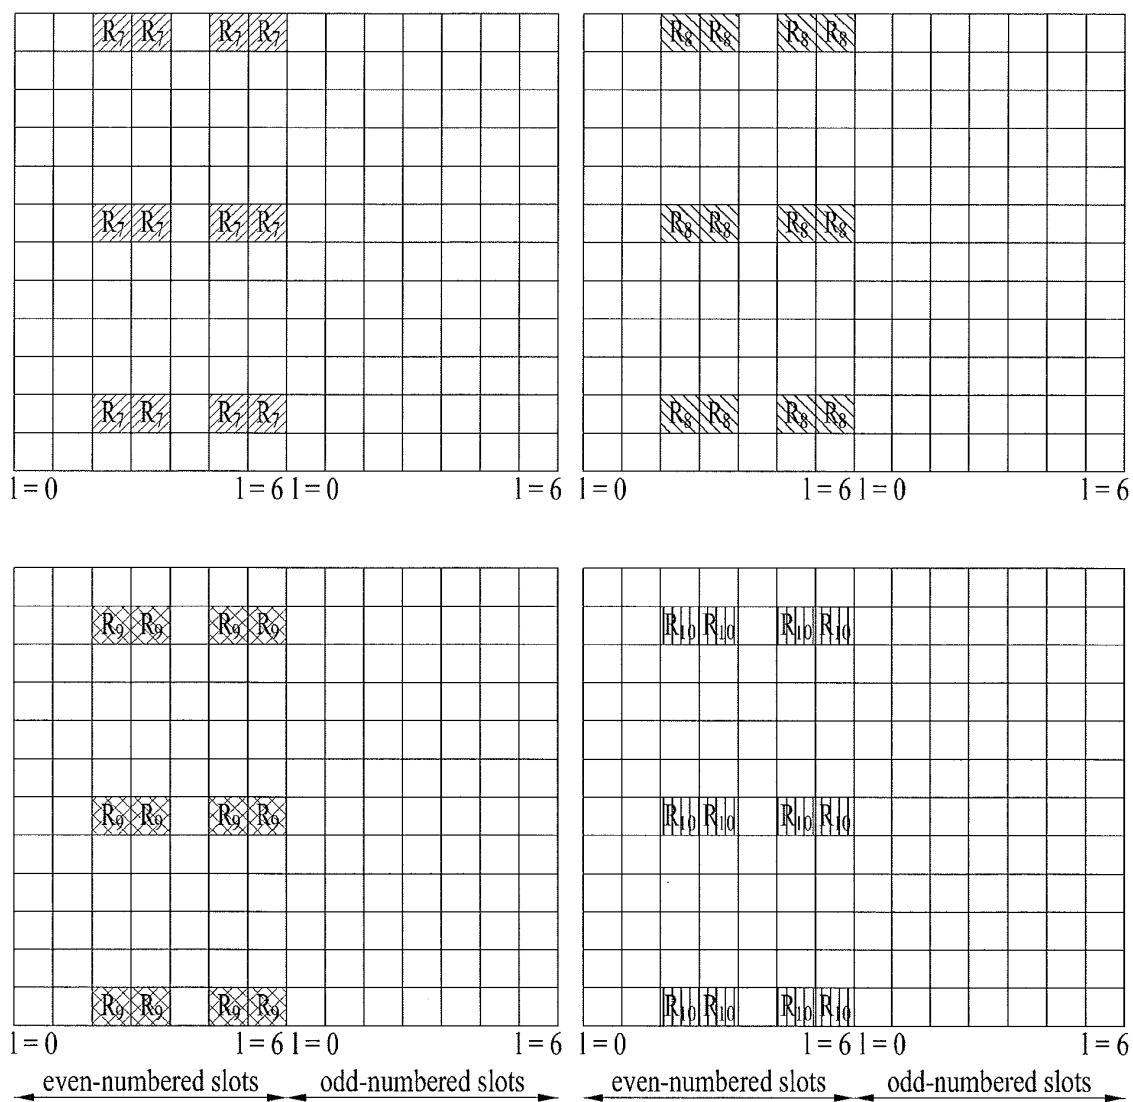 R7 R7 R7 R7 R8 R8 R8 R8
R7 R7 R7 R7 R8 R8 R8 R8
R7 R7 R7 R7 R8 R8 R8 R8
l = 0 l = 6 l = 0 l = 6 l = 0 l = 6 l = 0 l = 6
R9 R9 R9 R9 R10 R10 R10 R10
R9 R9 R9 R9 R10 R10 R10 R10
R9 R9 R9 R9 R10 R10 R10 R10
l = 0 l = 6 l = 0 l = 6 l = 0 l = 6 l = 0 l = 6
even-numbered slots odd-numbered slots even-numbered slots odd-numbered slots